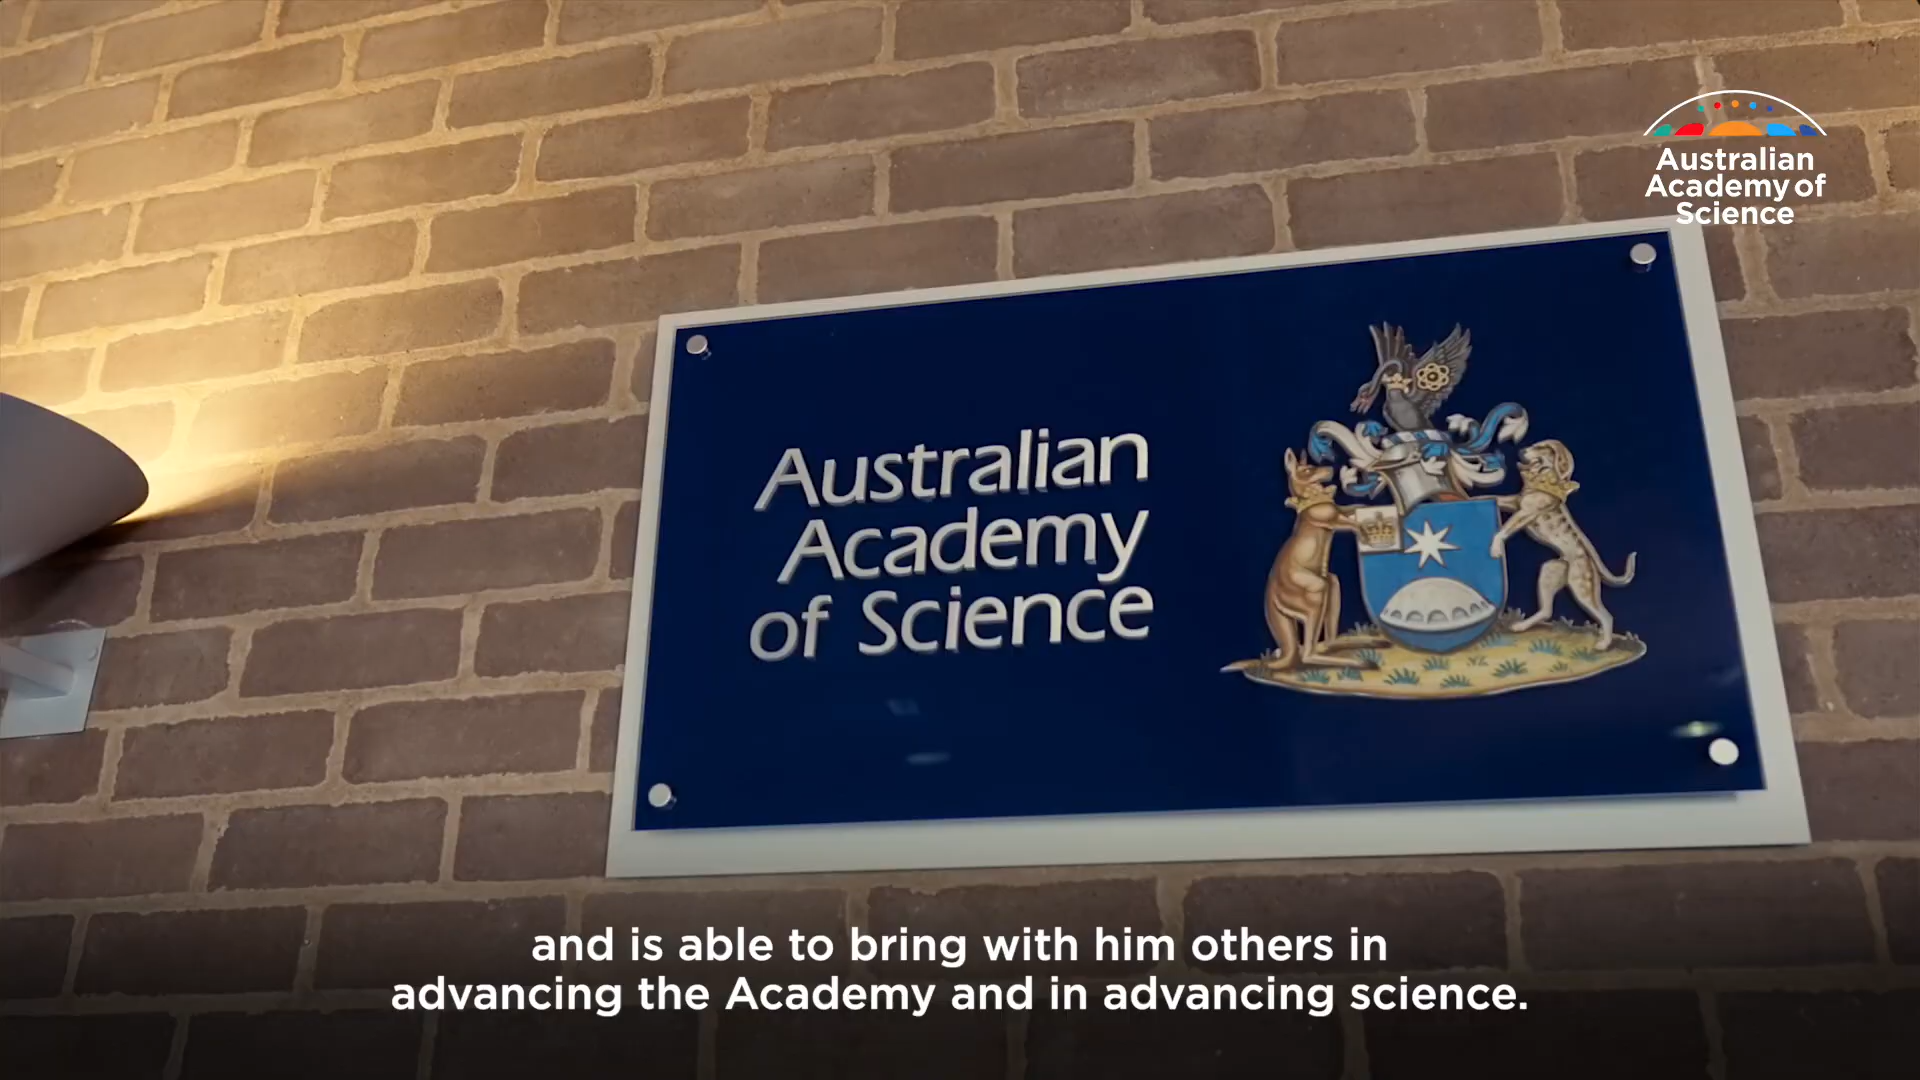 Australian
Academy of
Science
Australian
Academy
of Science
and is able to bring with him others in
advancing the Academy and in advancing science.